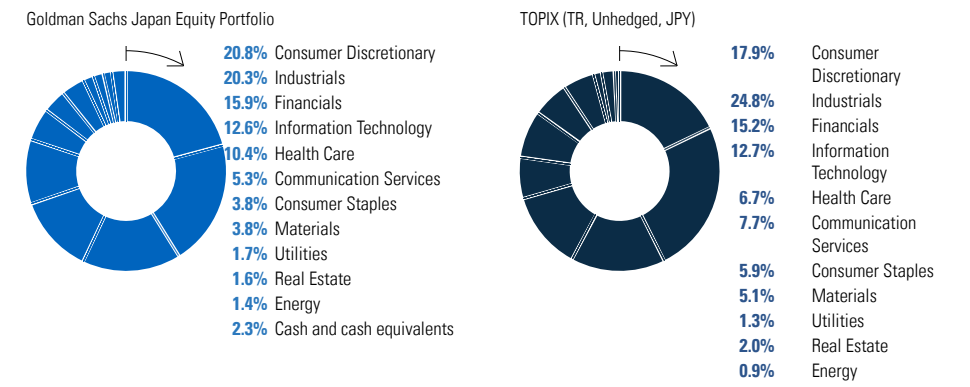 Goldman Sachs Japan Equity Portfolio
20.8% Consumer Discretionary
20.3% Industrials
15.9% Financials
12.6% Information Technology
10.4% Health Care
5.3% Communication Services
3.8% Consumer Staples
3.8% Materials
1.7% Utilities
1.6% Real Estate
1.4% Energy
2.3% Cash and cash equivalents
TOPIX (TR, Unhedged, JPY)
17.9% Consumer
Discretionary
24.8% Industrials
15.2% Financials
12.7% Information
Technology
6.7% Health Care
7.7% Communication
Services
5.9% Consumer Staples
5.1% Materials
1.3% Utilities
2.0% Real Estate
0.9% Energy